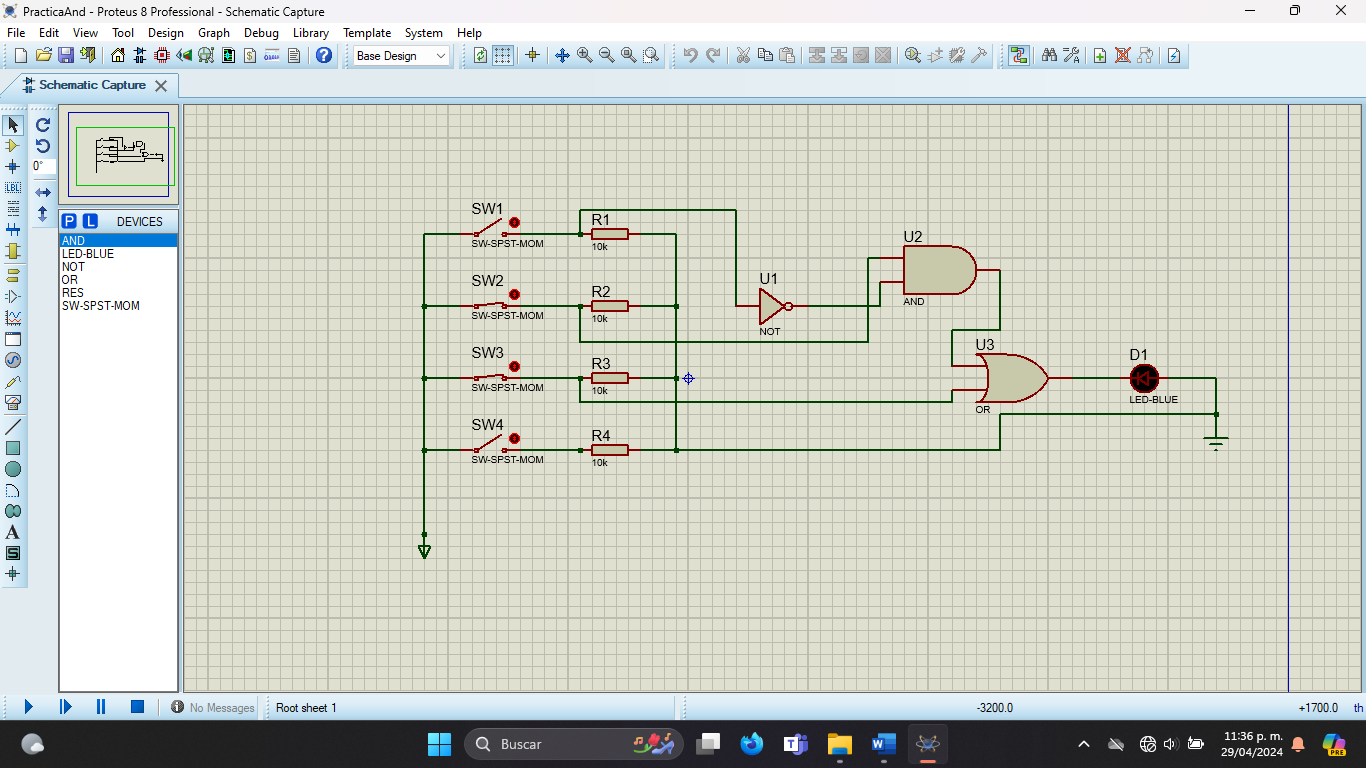 PracticaAnd - Proteus 8 Professional - Schematic Capture
File Edit View Tool Design Graph Debug Library Template System Help
Base Design
Schematic Capture
0°
LBL
P L DEVICES
AND
LED-BLUE
NOT
OR
RES
SW-SPST-MOM
A
S
SW1
SW-SPST-MOM
R1
10k
SW2
SW-SPST-MOM
R2
10k
SW3
SW-SPST-MOM
R3
10k
SW4
SW-SPST-MOM
R4
10k
U1
NOT
U2
AND
U3
OR
D1
LED-BLUE
No Messages
Root sheet 1
-3200.0
+1700.0 th
Buscar
11:36 p. m.
29/04/2024
PRE